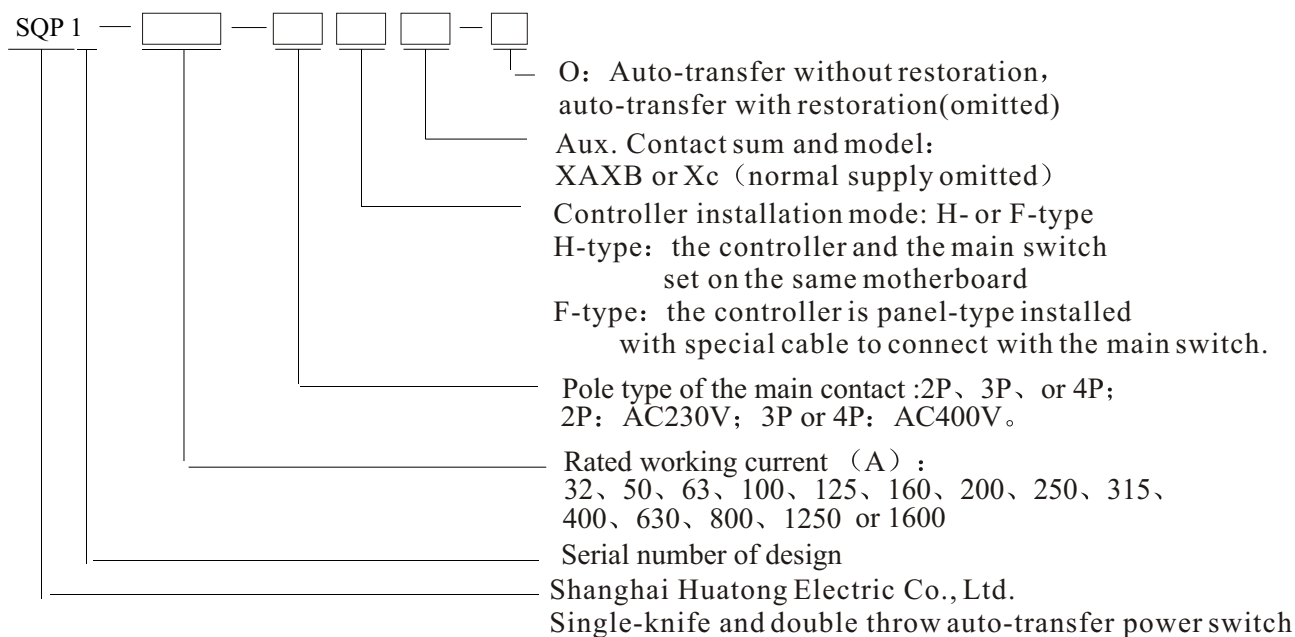 SQP 1 — —  —
O：Auto-transfer without restoration，
auto-transfer with restoration(omitted)
Aux. Contact sum and model：
XAXB or Xc（normal supply omitted）
Controller installation mode: H- or F-type
H-type：the controller and the main switch
set on the same motherboard
F-type：the controller is panel-type installed
with special cable to connect with the main switch.
Pole type of the main contact :2P、3P、or 4P；
2P：AC230V；3P or 4P：AC400V。
Rated working current （A）：
32、50、63、100、125、160、200、250、315、
400、630、800、1250 or 1600
Serial number of design
Shanghai Huatong Electric Co., Ltd.
Single-knife and double throw auto-transfer power switch